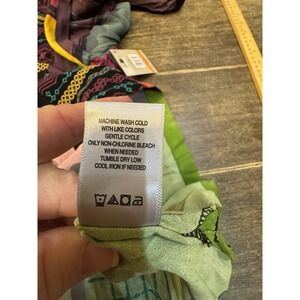 MACHINE WASH COLD
WITH LIKE COLORS
GENTLE CYCLE
ONLY NON-CHLORINE BLEACH
WHEN NEEDED
TUMBLE DRY LOW
COOL IRON IF NEEDED